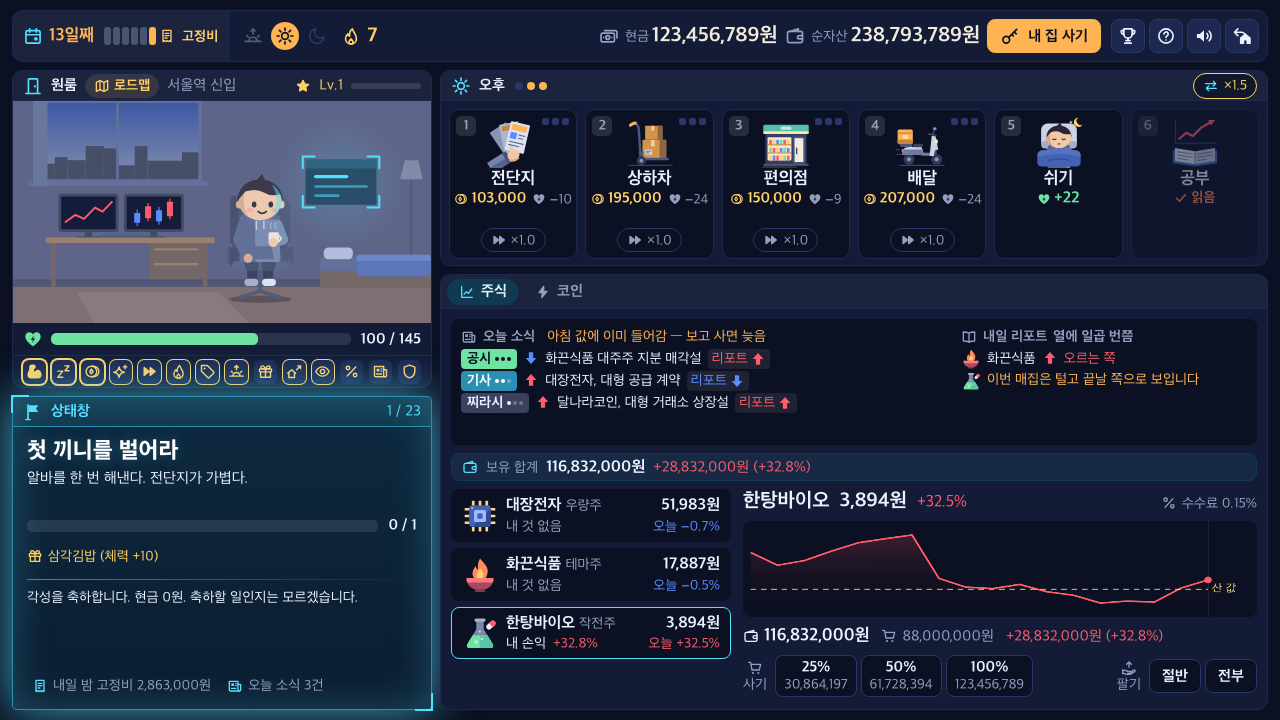 13일째 고정비 7 현금 123,456,789원 순자산 238,793,789원 내 집 사기
원룸 로드맵 서울역 신입 Lv.1
100 / 145
상태창 1 / 23
첫 끼니를 벌어라
알바를 한 번 해낸다. 전단지가 가볍다.
0 / 1
삼각김밥 (체력 +10)
각성을 축하합니다. 현금 0원. 축하할 일인지는 모르겠습니다.
내일 밤 고정비 2,863,000원 오늘 소식 3건
오후 ×1.5
1 2 3 4 5 6
전단지 상하차 편의점 배달 쉬기 공부
103,000 −10 195,000 −24 150,000 −9 207,000 −24 +22 읽음
×1.0 ×1.0 ×1.0 ×1.0
주식 코인
오늘 소식 아침 값에 이미 들어감 — 보고 사면 늦음
공시 화끈식품 대주주 지분 매각설 리포트
기사 대장전자, 대형 공급 계약 리포트
찌라시 달나라코인, 대형 거래소 상장설 리포트
내일 리포트 열에 일곱 번쯤
화끈식품 오르는 쪽
이번 매집은 털고 끝날 쪽으로 보입니다
보유 합계 116,832,000원 +28,832,000원 (+32.8%)
대장전자 우량주 51,983원
내 것 없음 오늘 −0.7%
화끈식품 테마주 17,887원
내 것 없음 오늘 −0.5%
한탕바이오 작전주 3,894원
내 손익 +32.8% 오늘 +32.5%
한탕바이오 3,894원 +32.5% 수수료 0.15%
산 값
116,832,000원 88,000,000원 +28,832,000원 (+32.8%)
사기 25% 50% 100% 팔기 절반 전부
30,864,197 61,728,394 123,456,789